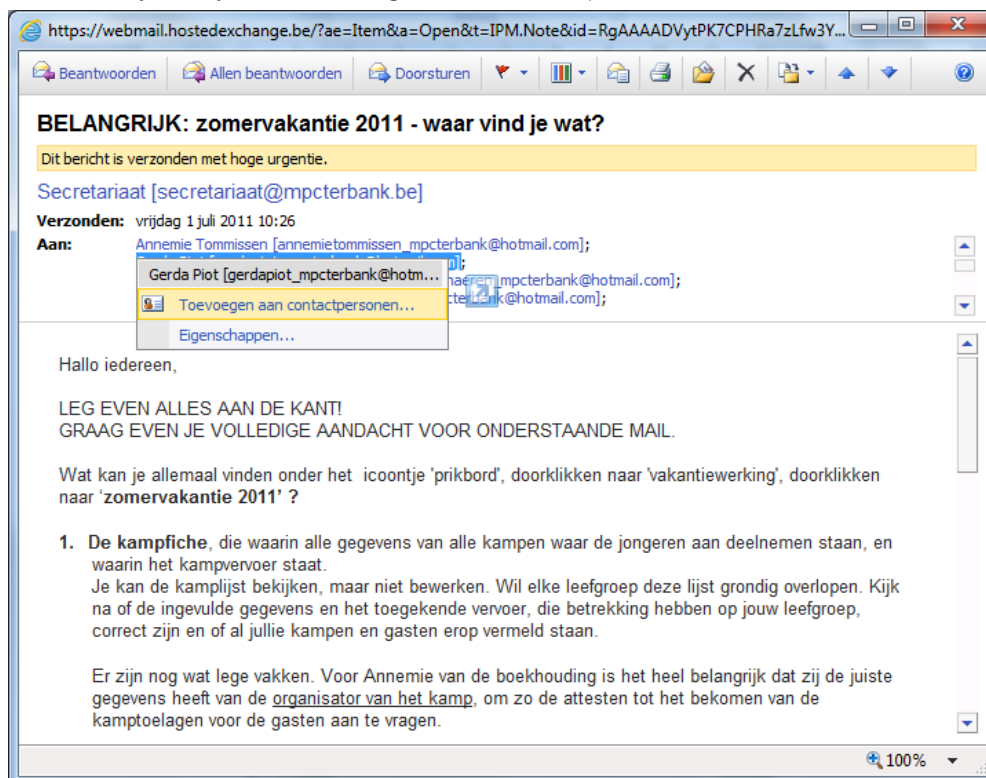 https://webmail.hostedexchange.be/?ae=Item&a=Open&t=IPM.Note&id=RgAAAADVytPK7CPHRa7zLfw3Y...
Beantwoorden Allen beantwoorden Doorsturen
BELANGRIJK: zomervakantie 2011 - waar vind je wat?
Dit bericht is verzonden met hoge urgentie.
Secretariaat [secretariaat@mpcterbank.be]
Verzonden: vrijdag 1 juli 2011 10:26
Aan: Annemie Tommissen [annemietommissen_mpcterbank@hotmail.com];
Gerda Piot [gerdapiot_mpcterbank@hotm...
_mpcterbank@hotmail.com];
@hotmail.com];
Toevoegen aan contactpersonen...
Eigenschappen...
Hallo iedereen,
LEG EVEN ALLES AAN DE KANT!
GRAAG EVEN JE VOLLEDIGE AANDACHT VOOR ONDERSTAANDE MAIL.
Wat kan je allemaal vinden onder het icoontje 'prikbord', doorklikken naar 'vakantiewerking', doorklikken
naar 'zomervakantie 2011' ?
1. De kampfiche, die waarin alle gegevens van alle kampen waar de jongeren aan deelnemen staan, en
waarin het kampvervoer staat.
Je kan de kamplijst bekijken, maar niet bewerken. Wil elke leefgroep deze lijst grondig overlopen. Kijk
na of de ingevulde gegevens en het toegekende vervoer, die betrekking hebben op jouw leefgroep,
correct zijn en of al jullie kampen en gasten erop vermeld staan.
Er zijn nog wat lege vakken. Voor Annemie van de boekhouding is het heel belangrijk dat zij de juiste
gegevens heeft van de organisator van het kamp, om zo de attesten tot het bekomen van de
kamptoelagen voor de gasten aan te vragen.
100%